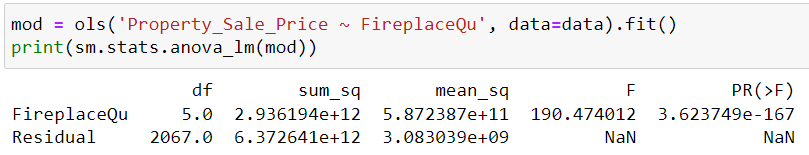 mod = ols('Property_Sale_Price ~ FireplaceQu', data=data).fit()
print(sm.stats.anova_lm(mod))
df sum_sq mean_sq F PR(>F)
FireplaceQu 5.0 2.936194e+12 5.872387e+11 190.474012 3.623749e-167
Residual 2067.0 6.372641e+12 3.083039e+09 NaN NaN